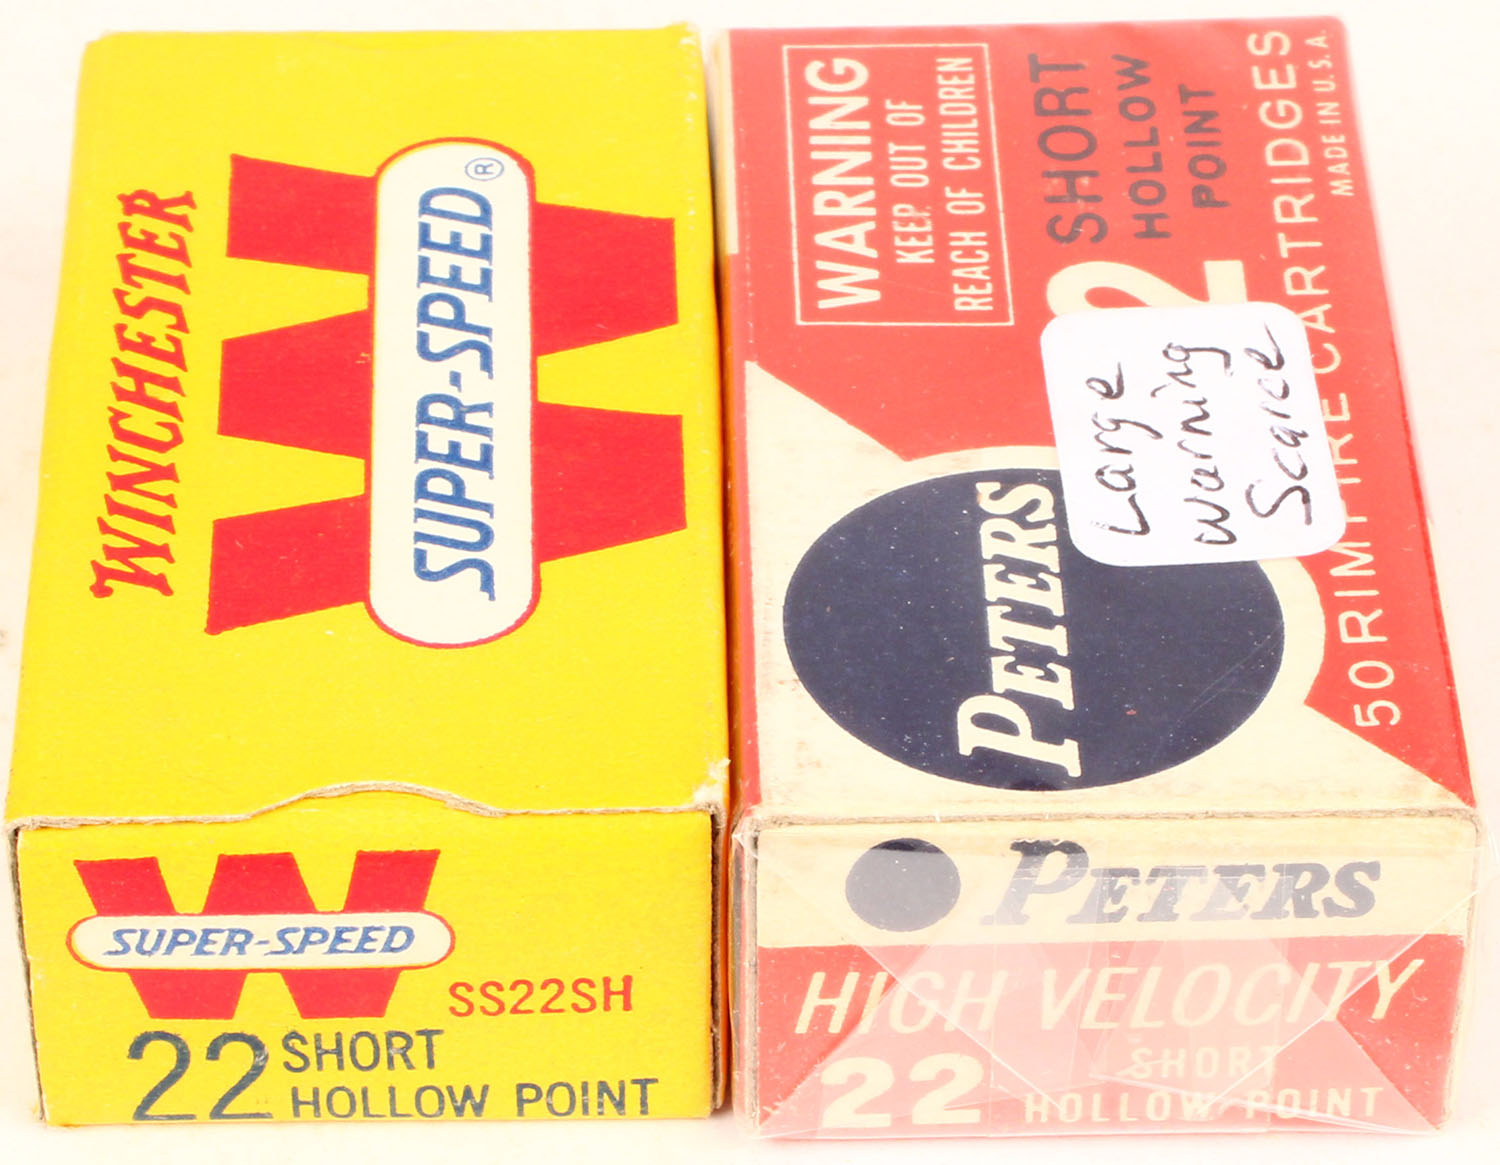 WINCHESTER
SUPER-SPEED®
W
SUPER-SPEED
SS22SH
22 SHORT
HOLLOW POINT
WARNING
KEEP OUT OF
REACH OF CHILDREN
SHORT
HOLLOW
POINT
2
50 RIMFIRE CARTRIDGES
MADE IN U.S.A.
Large
Warning
Scarce
PETERS
PETERS
HIGH VELOCITY
22 SHORT
HOLLOW POINT